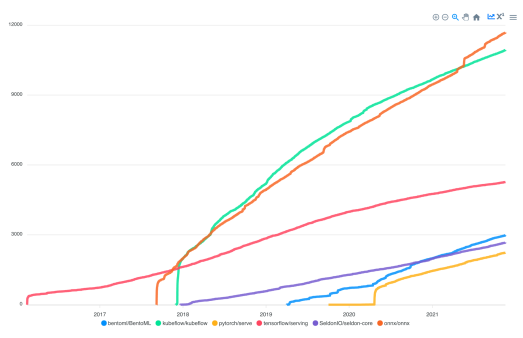 12000
9000
6000
3000
0
2017 2018 2019 2020 2021
bentoml/BentoML kubeflow/kubeflow pytorch/serve tensorflow/serving SeldonIO/seldon-core onnx/onnx